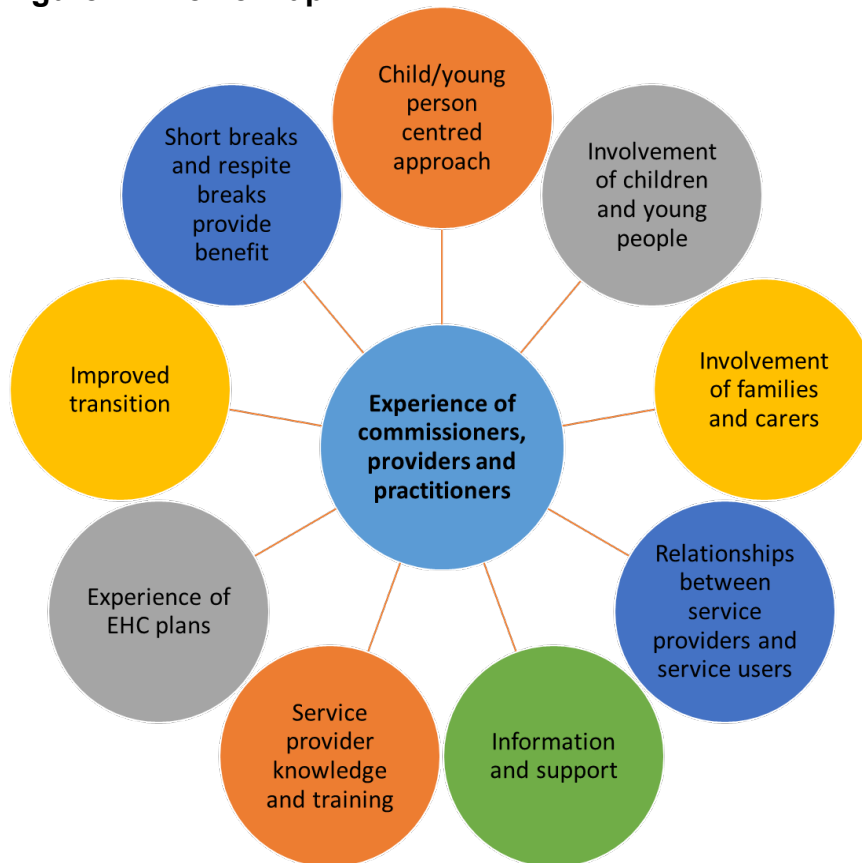 Child/young
person
centred
approach
Involvement
of children
and young
people
Involvement
of families
and carers
Relationships
between
service
providers and
service users
Information
and support
Service
provider
knowledge
and training
Experience of
EHC plans
Improved
transition
Short breaks
and respite
breaks
provide
benefit
Experience of
commissioners,
providers and
practitioners